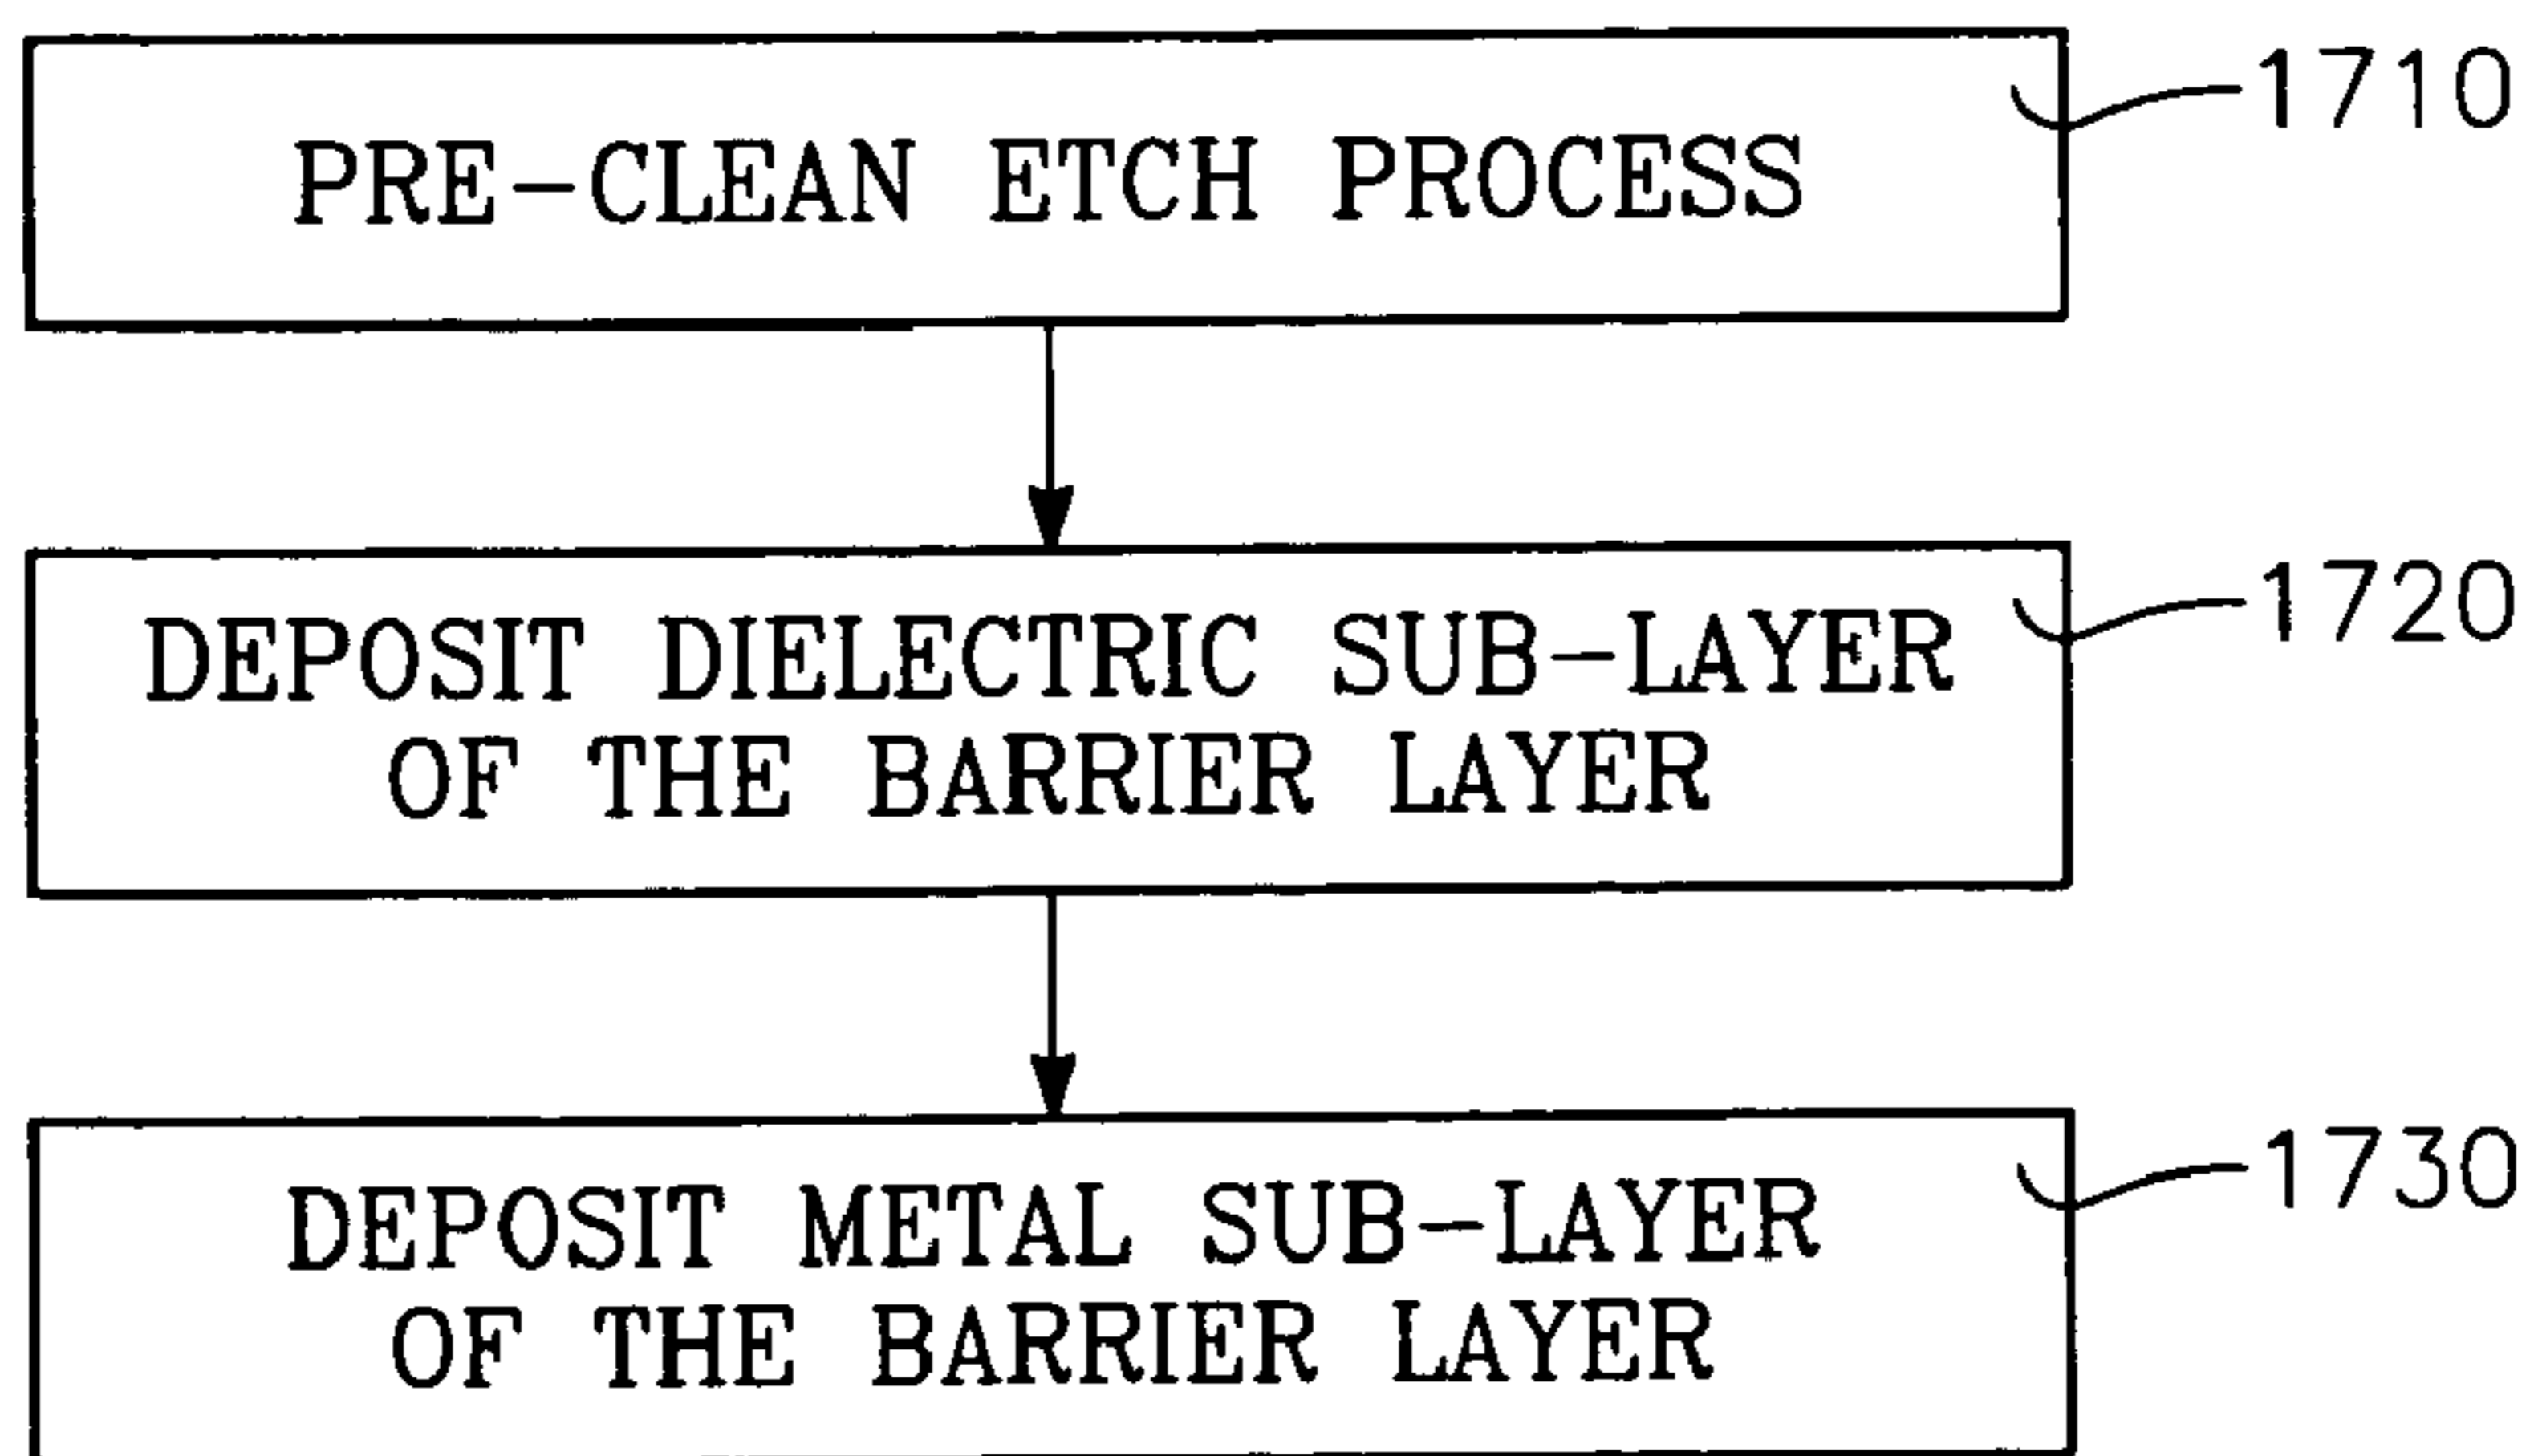 PRE-CLEAN ETCH PROCESS
1710
DEPOSIT DIELECTRIC SUB-LAYER
OF THE BARRIER LAYER
1720
DEPOSIT METAL SUB-LAYER
OF THE BARRIER LAYER
1730